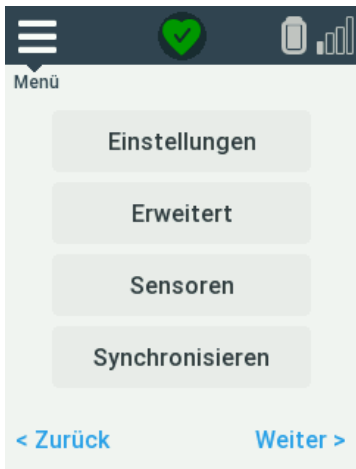 Menü
Einstellungen
Erweitert
Sensoren
Synchronisieren
< Zurück
Weiter >